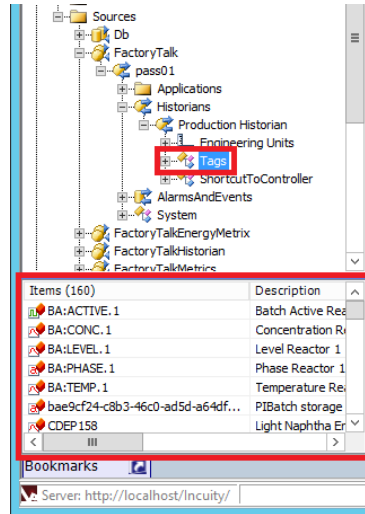 Sources
Db
FactoryTalk
pass01
Applications
Historians
Production Historian
Engineering Units
Tags
ShortcutToController
AlarmsAndEvents
System
FactoryTalkEnergyMetrix
FactoryTalkHistorian
FactoryTalkMetrics
Items (160) Description
BA:ACTIVE.1 Batch Active Rea
BA:CONC.1 Concentration R
BA:LEVEL.1 Level Reactor 1
BA:PHASE.1 Phase Reactor 1
BA:TEMP.1 Temperature Rea
bae9cf24-c8b3-46c0-ad5d-a64df... PIBatch storage
CDEP158 Light Naphtha En
Bookmarks
Server: http://localhost/Incuity/